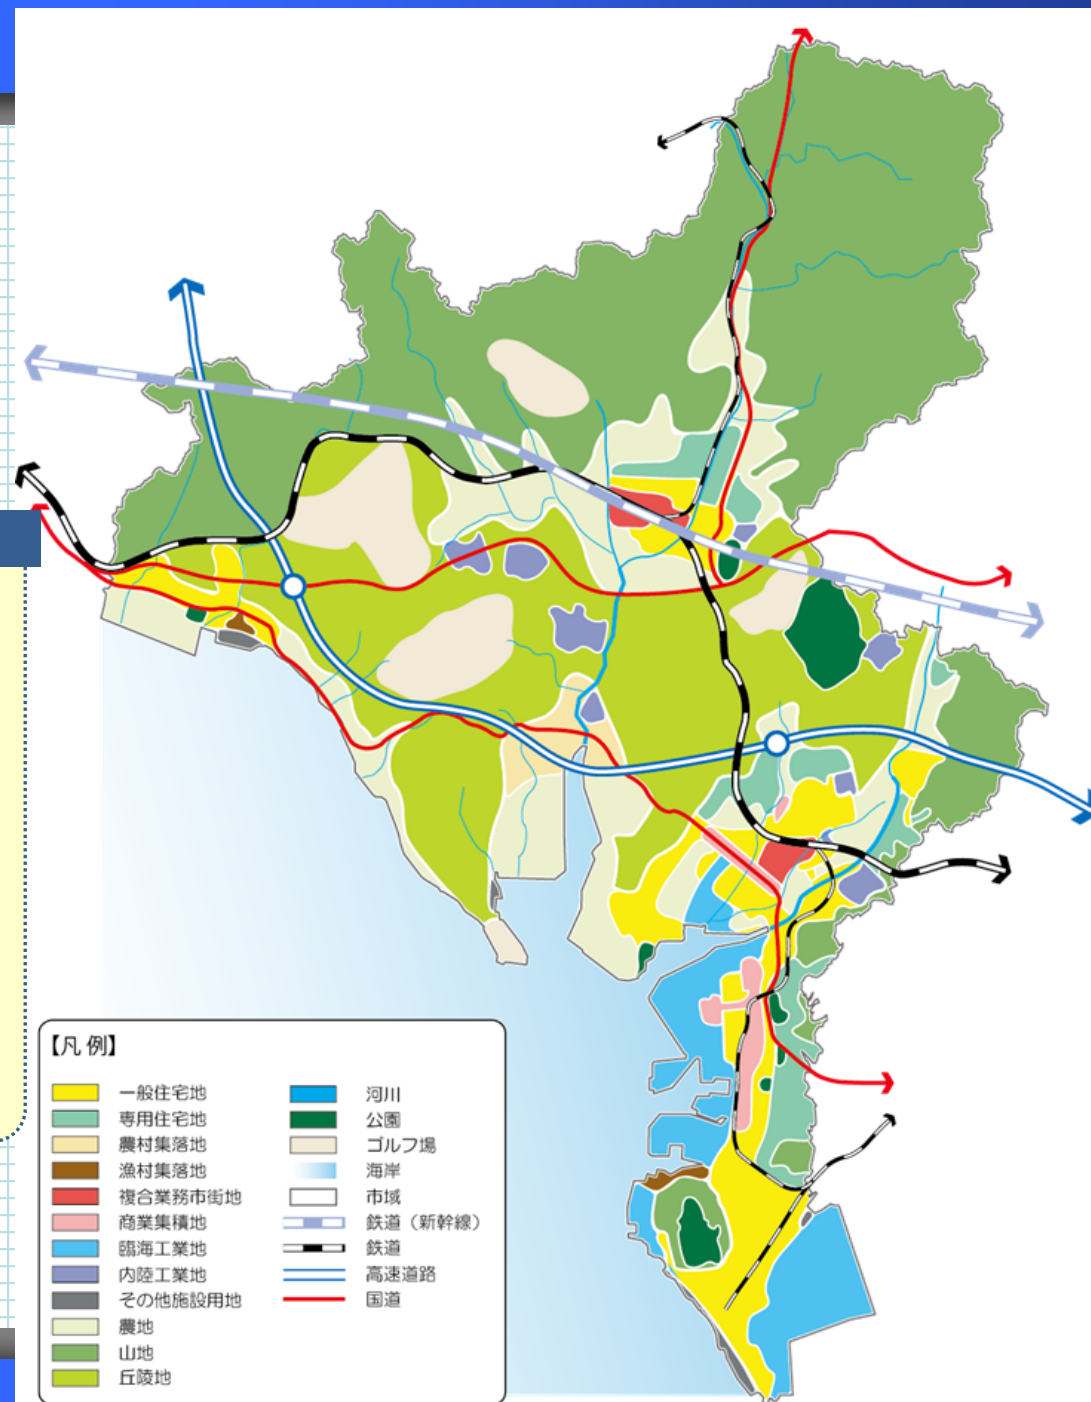 【凡 例】
一般住宅地
専用住宅地
農村集落地
漁村集落地
複合業務市街地
商業集積地
臨海工業地
内陸工業地
その他施設用地
農地
山地
丘陵地
河川
公園
ゴルフ場
海岸
市域
鉄道（新幹線）
鉄道
高速道路
国道